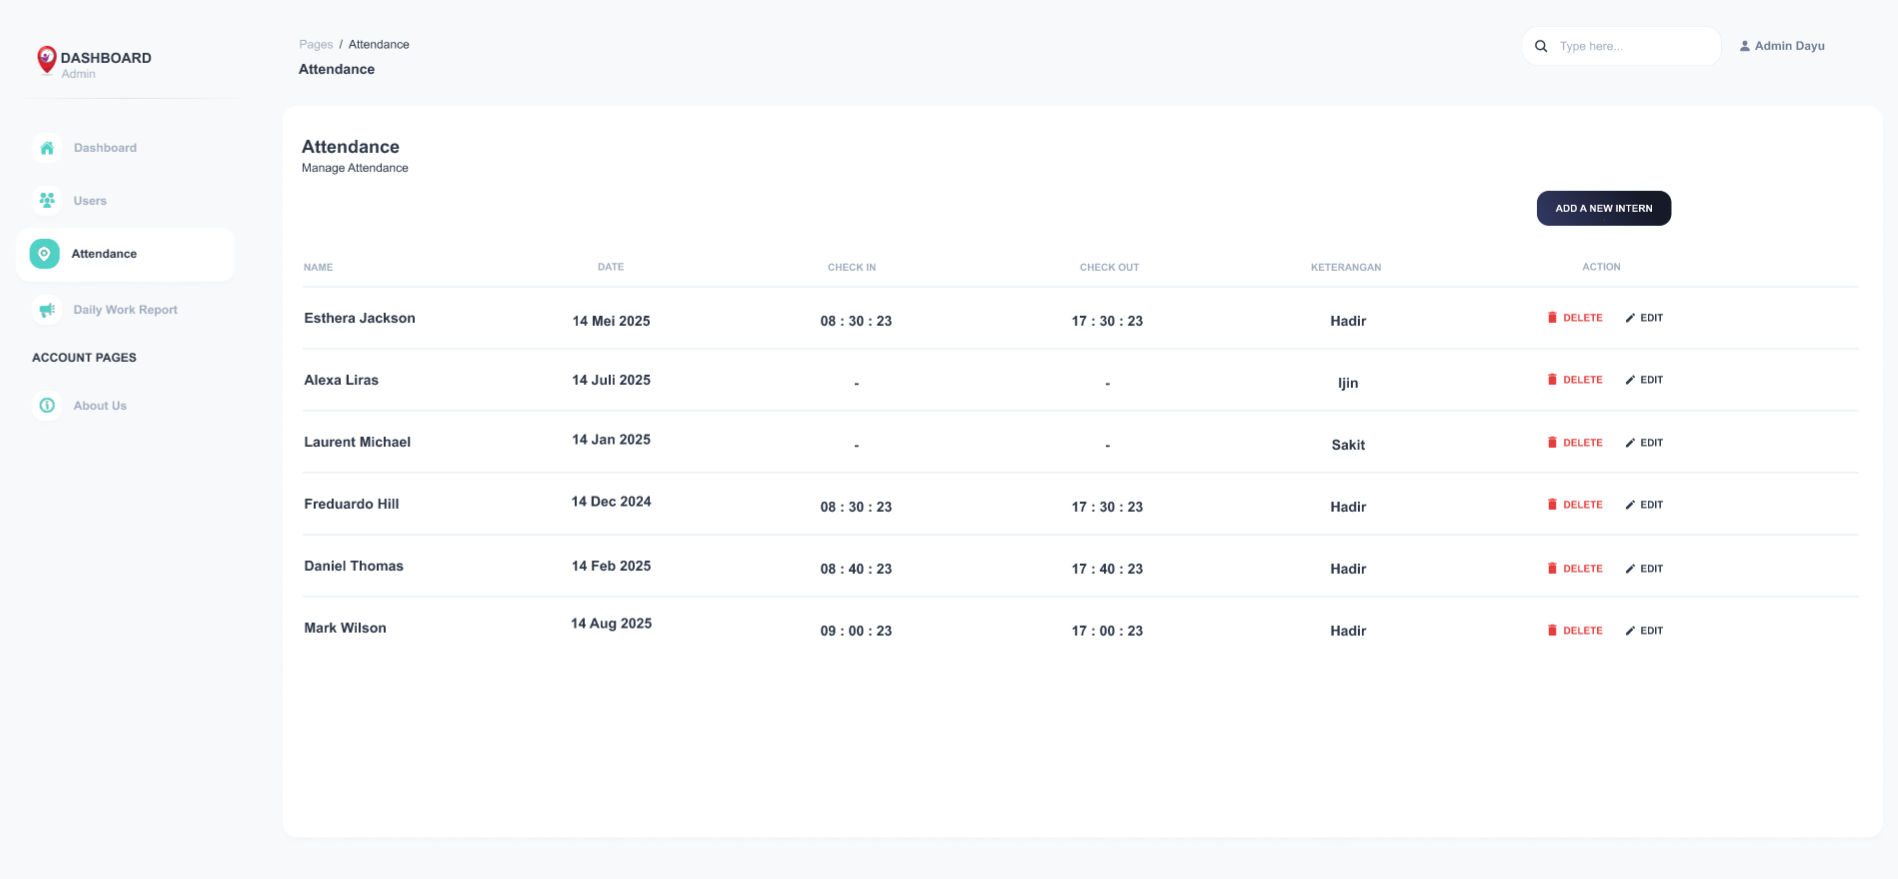 DASHBOARD
Admin
Dashboard
Users
Attendance
Daily Work Report
ACCOUNT PAGES
About Us
Pages / Attendance
Attendance
Type here...
Admin Dayu
Attendance
Manage Attendance
ADD A NEW INTERN
NAME DATE CHECK IN CHECK OUT KETERANGAN ACTION
Esthera Jackson 14 Mei 2025 08 : 30 : 23 17 : 30 : 23 Hadir DELETE EDIT
Alexa Liras 14 Juli 2025 - - Ijin DELETE EDIT
Laurent Michael 14 Jan 2025 - - Sakit DELETE EDIT
Freduardo Hill 14 Dec 2024 08 : 30 : 23 17 : 30 : 23 Hadir DELETE EDIT
Daniel Thomas 14 Feb 2025 08 : 40 : 23 17 : 40 : 23 Hadir DELETE EDIT
Mark Wilson 14 Aug 2025 09 : 00 : 23 17 : 00 : 23 Hadir DELETE EDIT